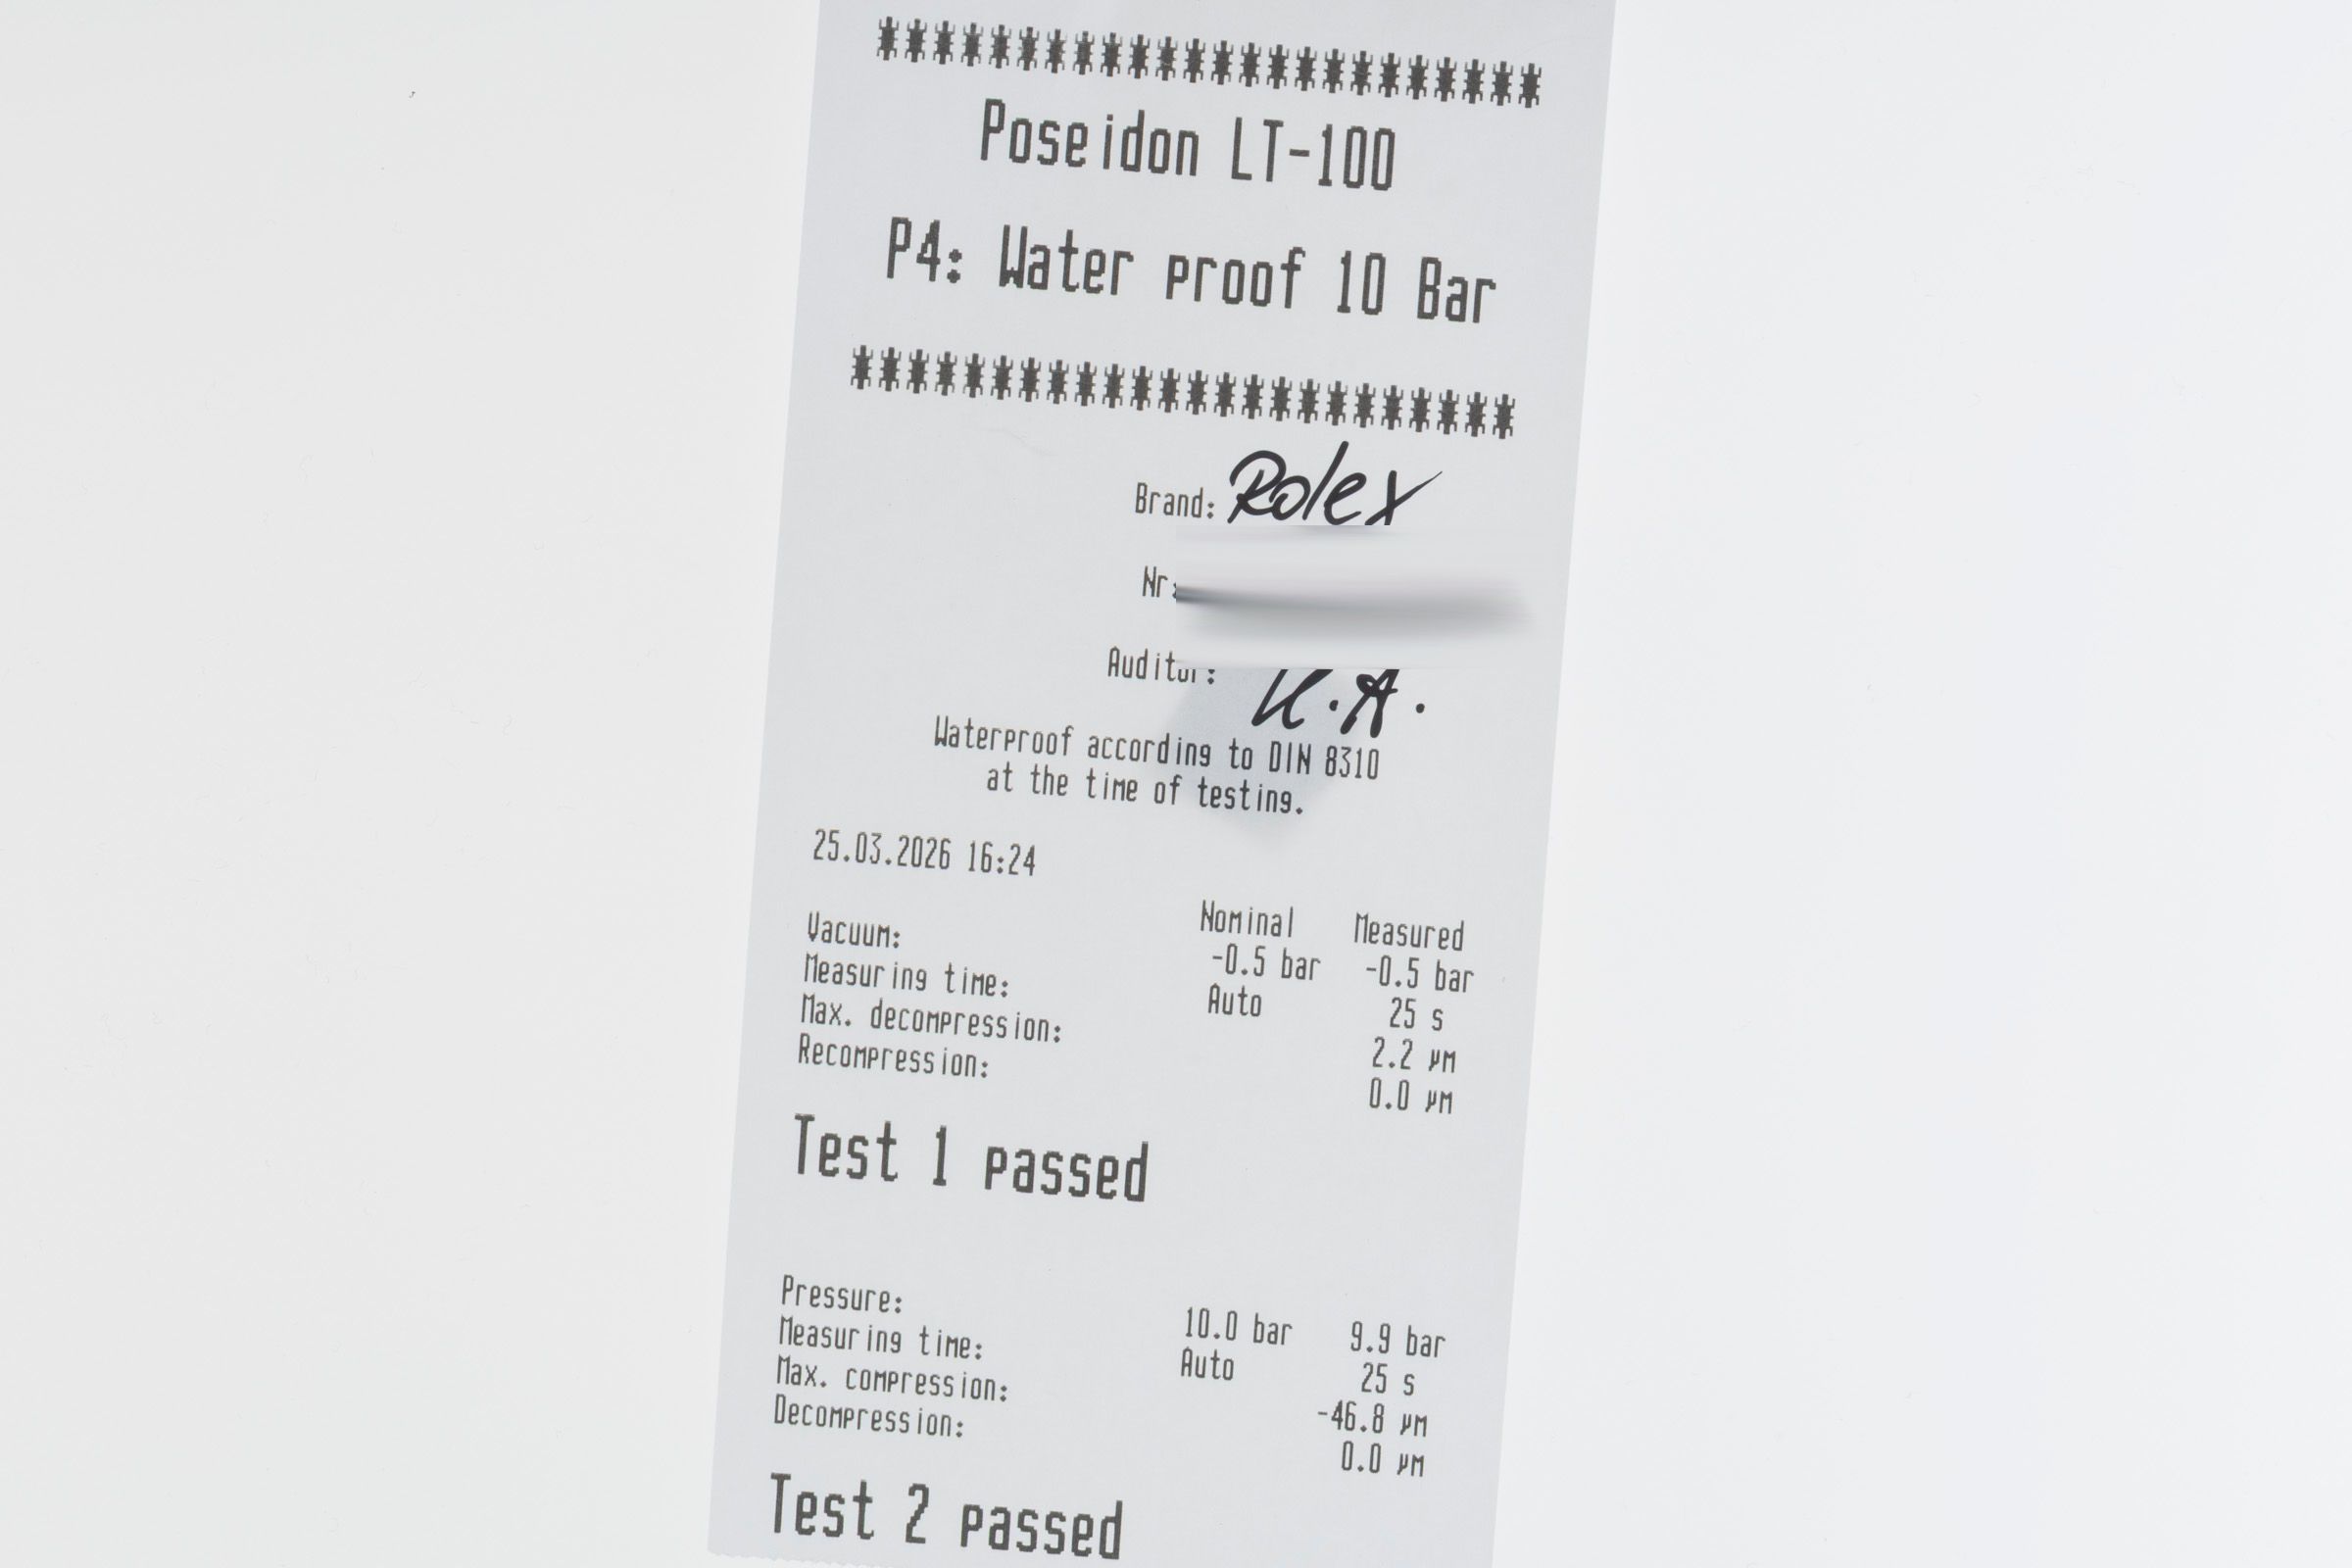 Poseidon LT-100
P4: Water proof 10 Bar
Brand: Rolex
Nr:
Auditor: K.A.
Waterproof according to DIN 8310
at the time of testing.
25.03.2026 16:24
Nominal Measured
Vacuum: -0.5 bar -0.5 bar
Measuring time: Auto 25 s
Max. decompression: 2.2 µm
Recompression: 0.0 µm
Test 1 passed
Pressure: 10.0 bar 9.9 bar
Measuring time: Auto 25 s
Max. compression: -46.8 µm
Decompression: 0.0 µm
Test 2 passed